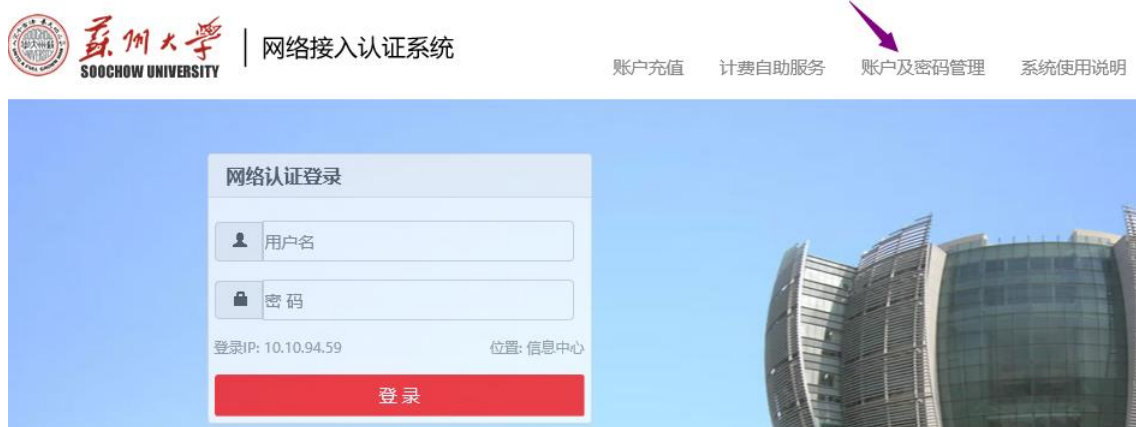 蘇州大學
SOOCHOW UNIVERSITY
网络接入认证系统
账户充值 计费自助服务 账户及密码管理 系统使用说明
网络认证登录
用户名
密 码
登录IP: 10.10.94.59 位置: 信息中心
登 录